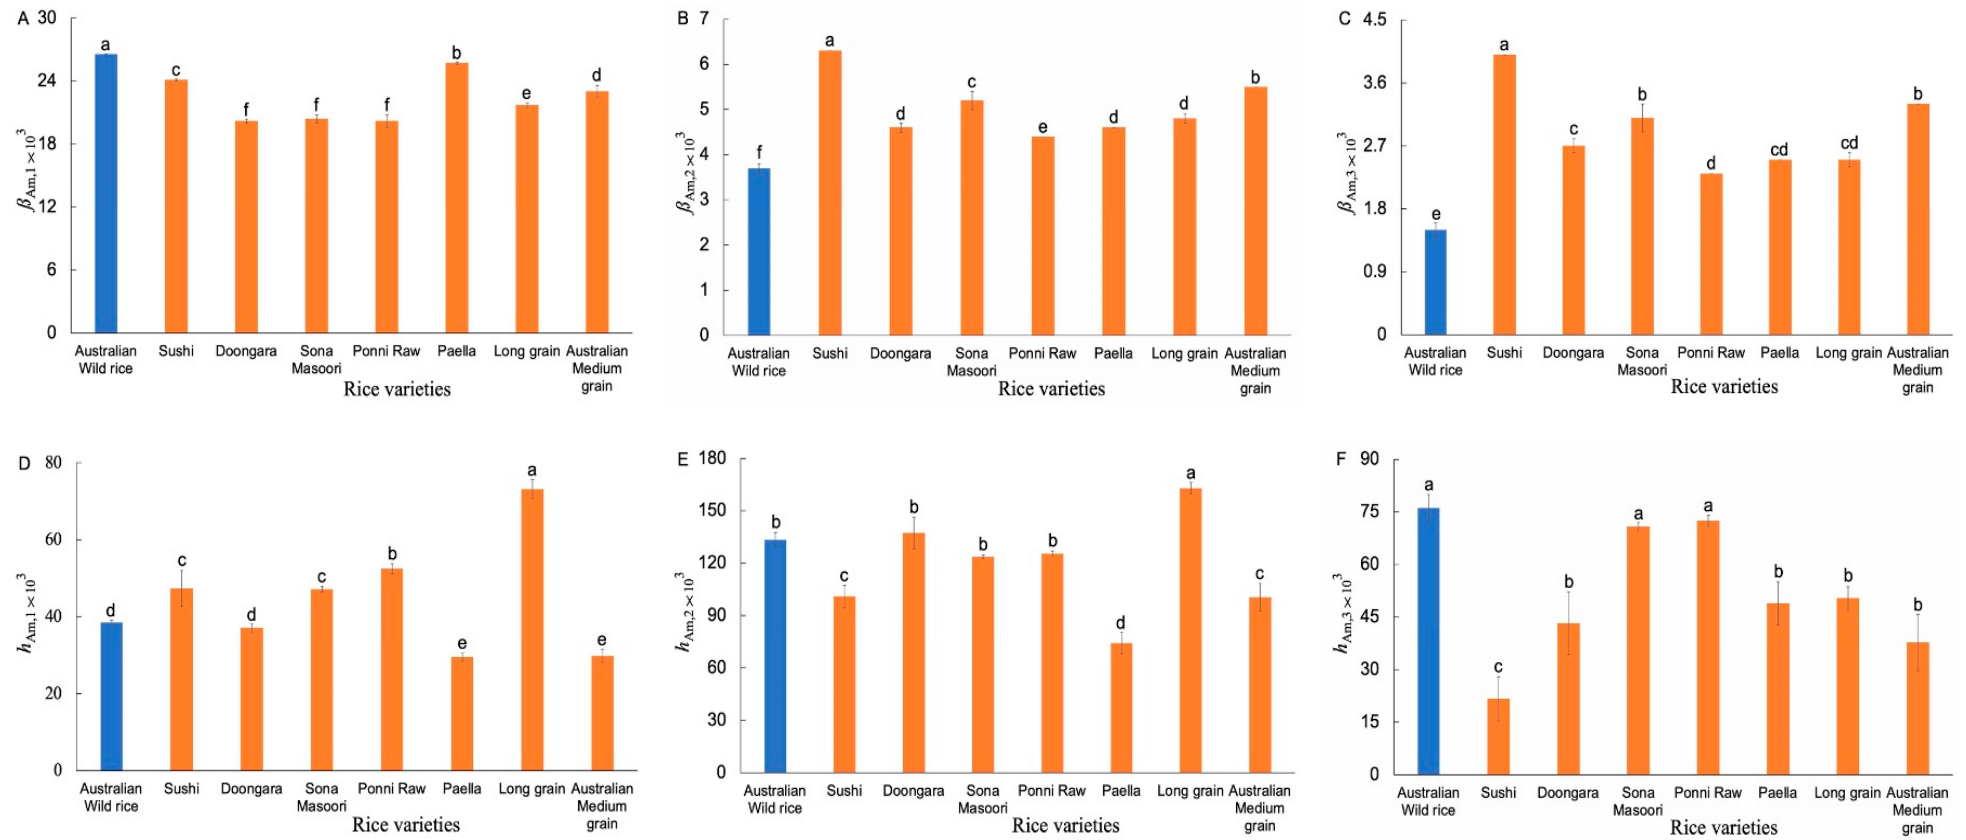 A
30
24
18
12
6
0
βAm,1 × 10³
a
c
f
f
f
b
e
d
Australian Wild rice
Sushi
Doongara
Sona Masoori
Ponni Raw
Paella
Long grain
Australian Medium grain
Rice varieties
B
7
6
5
4
3
2
1
0
βAm,2 × 10³
f
a
d
c
e
d
d
b
Australian Wild rice
Sushi
Doongara
Sona Masoori
Ponni Raw
Paella
Long grain
Australian Medium grain
Rice varieties
C
4.5
3.6
2.7
1.8
0.9
0
βAm,3 × 10³
e
a
c
b
d
cd
cd
b
Australian Wild rice
Sushi
Doongara
Sona Masoori
Ponni Raw
Paella
Long grain
Australian Medium grain
Rice varieties
D
80
60
40
20
0
hAm,1 × 10³
d
c
d
c
b
e
a
e
Australian Wild rice
Sushi
Doongara
Sona Masoori
Ponni Raw
Paella
Long grain
Australian Medium grain
Rice varieties
E
180
150
120
90
60
30
0
hAm,2 × 10³
b
c
b
b
b
d
a
c
Australian Wild rice
Sushi
Doongara
Sona Masoori
Ponni Raw
Paella
Long grain
Australian Medium grain
Rice varieties
F
90
75
60
45
30
15
0
hAm,3 × 10³
a
c
b
a
a
b
b
b
Australian Wild rice
Sushi
Doongara
Sona Masoori
Ponni Raw
Paella
Long grain
Australian Medium grain
Rice varieties